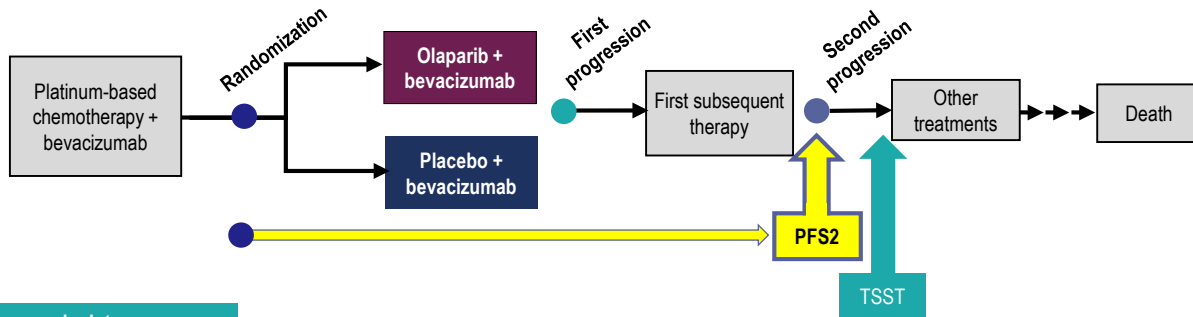 Platinum-based
chemotherapy +
bevacizumab
Randomization
Olaparib +
bevacizumab
Placebo +
bevacizumab
First
progression
First subsequent
therapy
Second
progression
Other
treatments
Death
PFS2
TSST